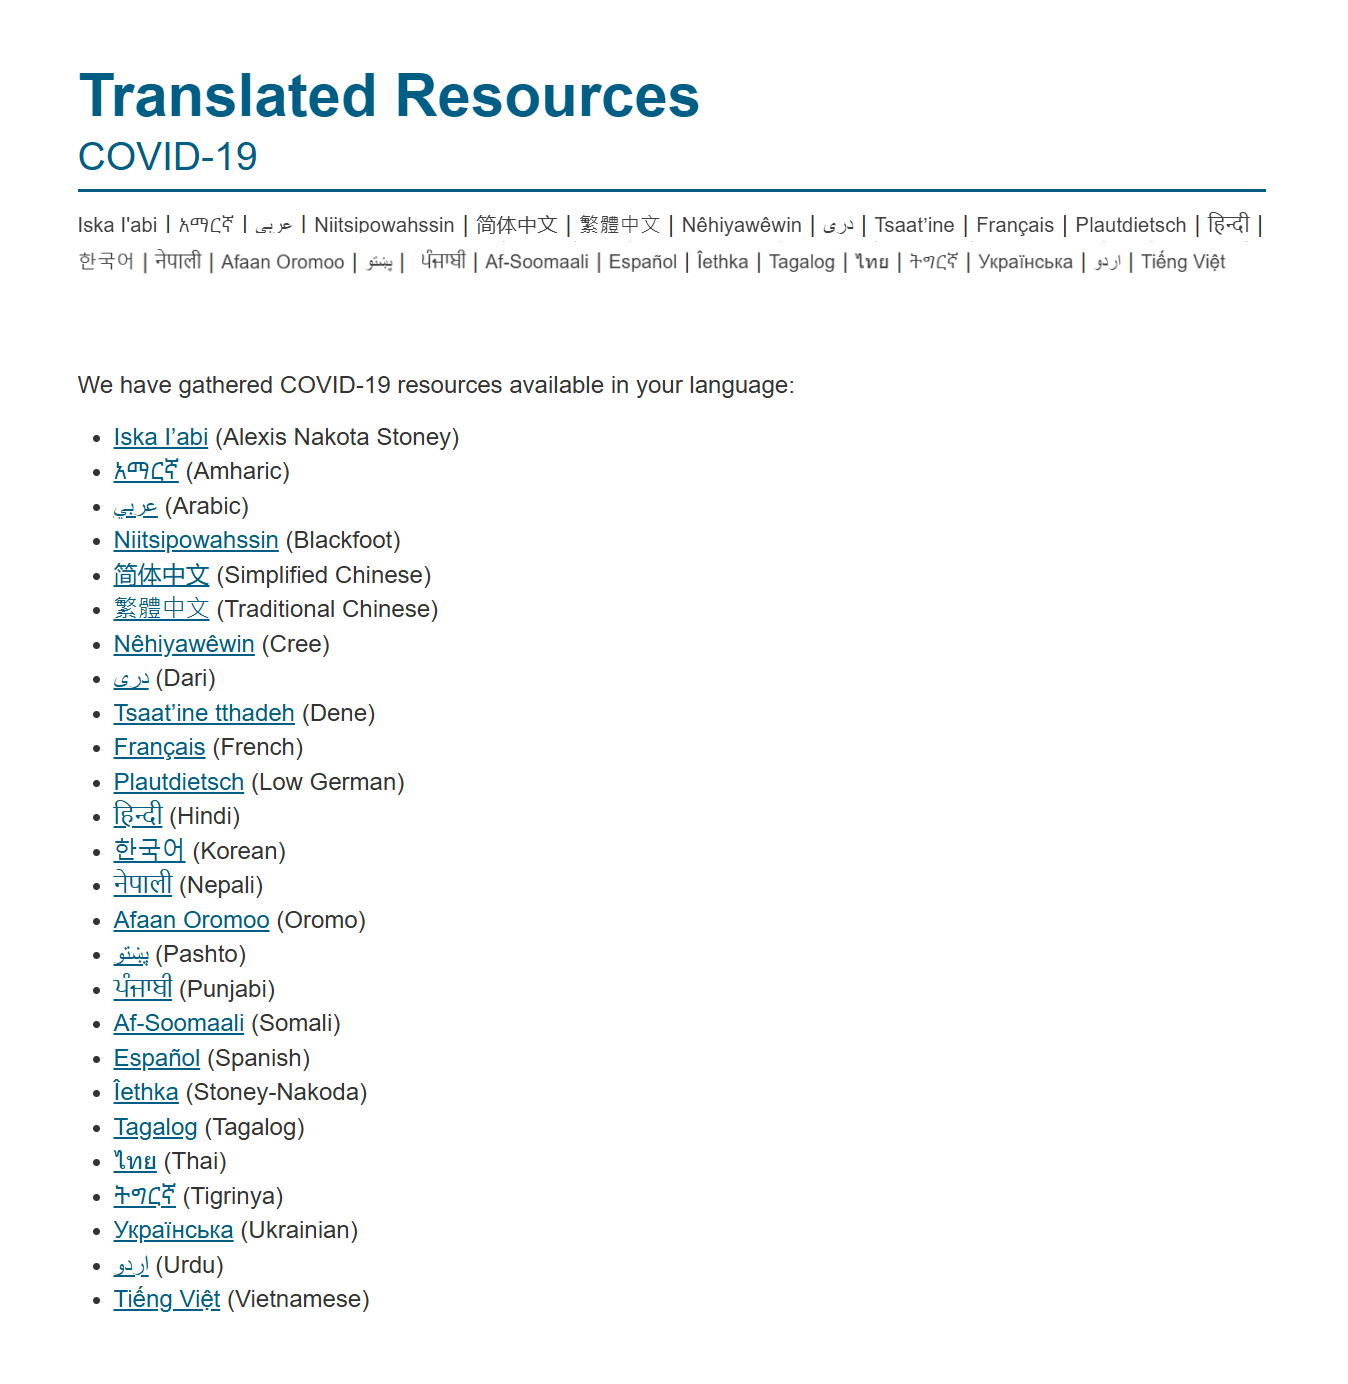 Translated Resources
COVID-19
Iska I'abi | አማርኛ | عربي | Niitsipowahssin | 简体中文 | 繁體中文 | Nêhiyawêwin | دری | Tsaat’ine | Français | Plautdietsch | हिन्दी |
한국어 | नेपाली | Afaan Oromoo | پښتو | ਪੰਜਾਬੀ | Af-Soomaali | Español | Îethka | Tagalog | ไทย | ትግርኛ | Українська | اردو | Tiếng Việt
We have gathered COVID-19 resources available in your language:
• Iska I’abi (Alexis Nakota Stoney)
• አማርኛ (Amharic)
• عربي (Arabic)
• Niitsipowahssin (Blackfoot)
• 简体中文 (Simplified Chinese)
• 繁體中文 (Traditional Chinese)
• Nêhiyawêwin (Cree)
• دری (Dari)
• Tsaat’ine tthadeh (Dene)
• Français (French)
• Plautdietsch (Low German)
• हिन्दी (Hindi)
• 한국어 (Korean)
• नेपाली (Nepali)
• Afaan Oromoo (Oromo)
• پښتو (Pashto)
• ਪੰਜਾਬੀ (Punjabi)
• Af-Soomaali (Somali)
• Español (Spanish)
• Îethka (Stoney-Nakoda)
• Tagalog (Tagalog)
• ไทย (Thai)
• ትግርኛ (Tigrinya)
• Українська (Ukrainian)
• اردو (Urdu)
• Tiếng Việt (Vietnamese)